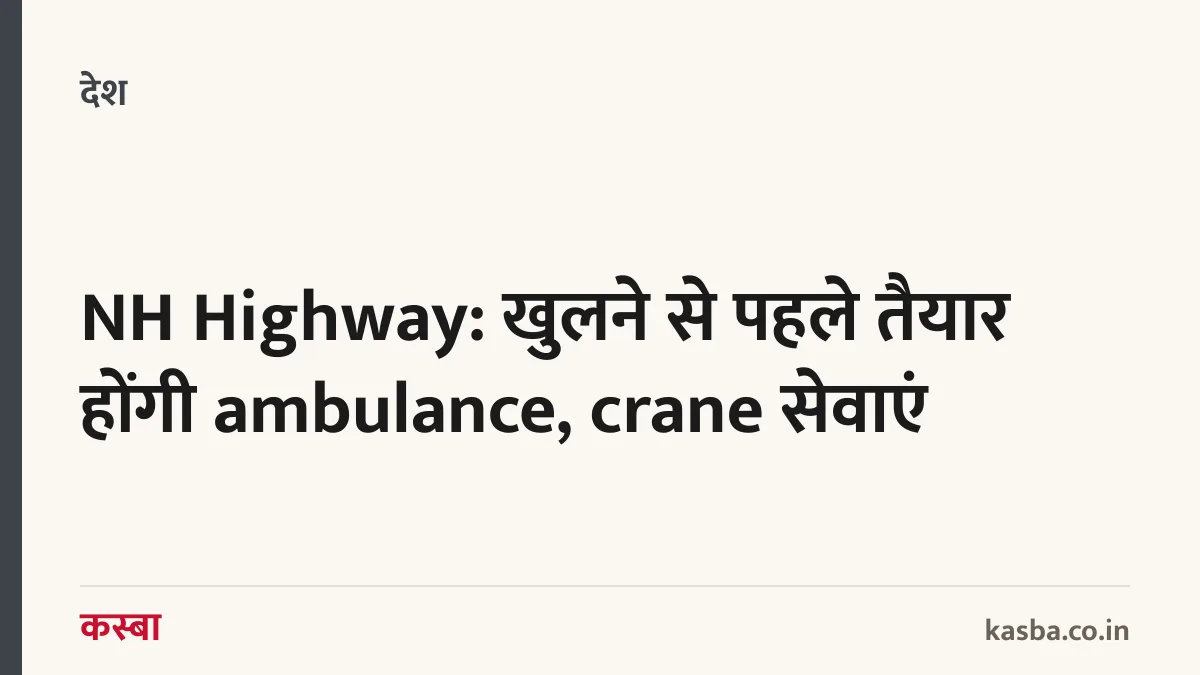 देश
NH Highway: खुलने से पहले तैयार
होंगी ambulance, crane सेवाएं
कस्बा
kasba.co.in